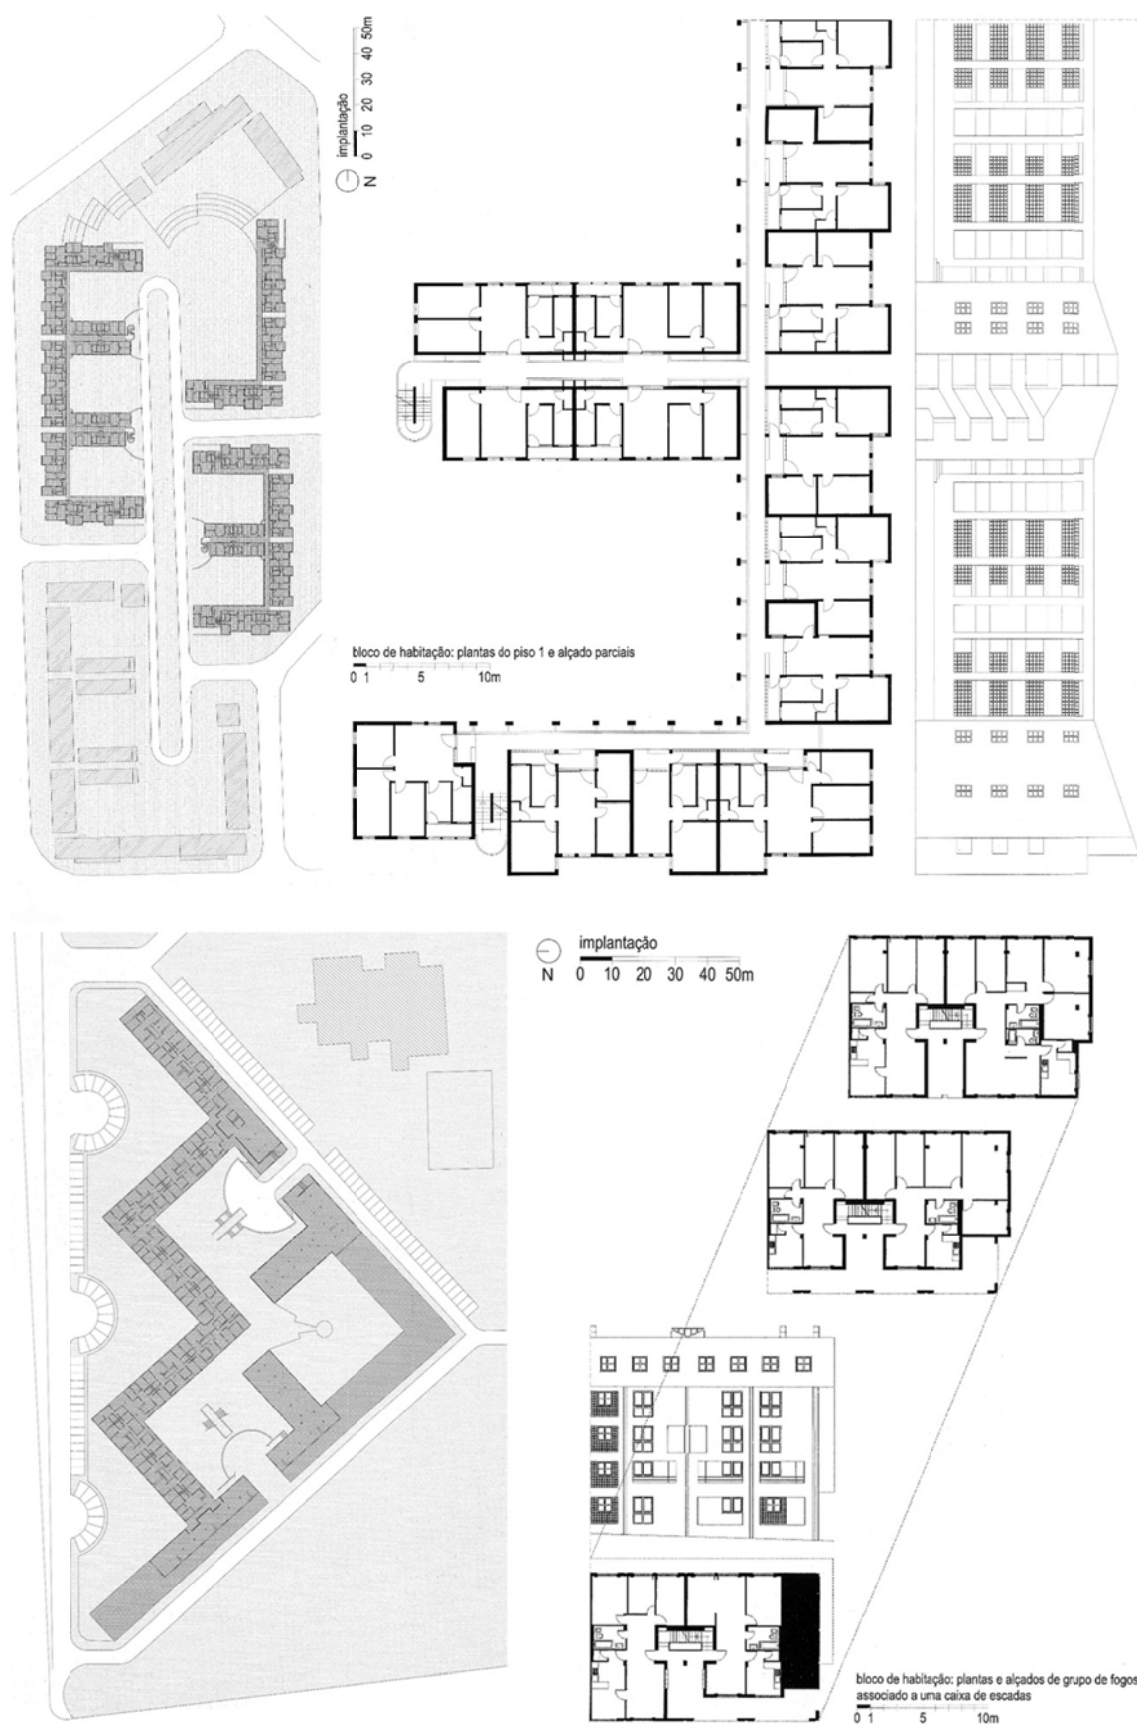 implantação
0 10 20 30 40 50m
N
bloco de habitação: plantas do piso 1 e alçado parciais
0 1 5 10m
implantação
N
0 10 20 30 40 50m
bloco de habitação: plantas e alçados de grupo de fogos
associado a uma caixa de escadas
0 1 5 10m